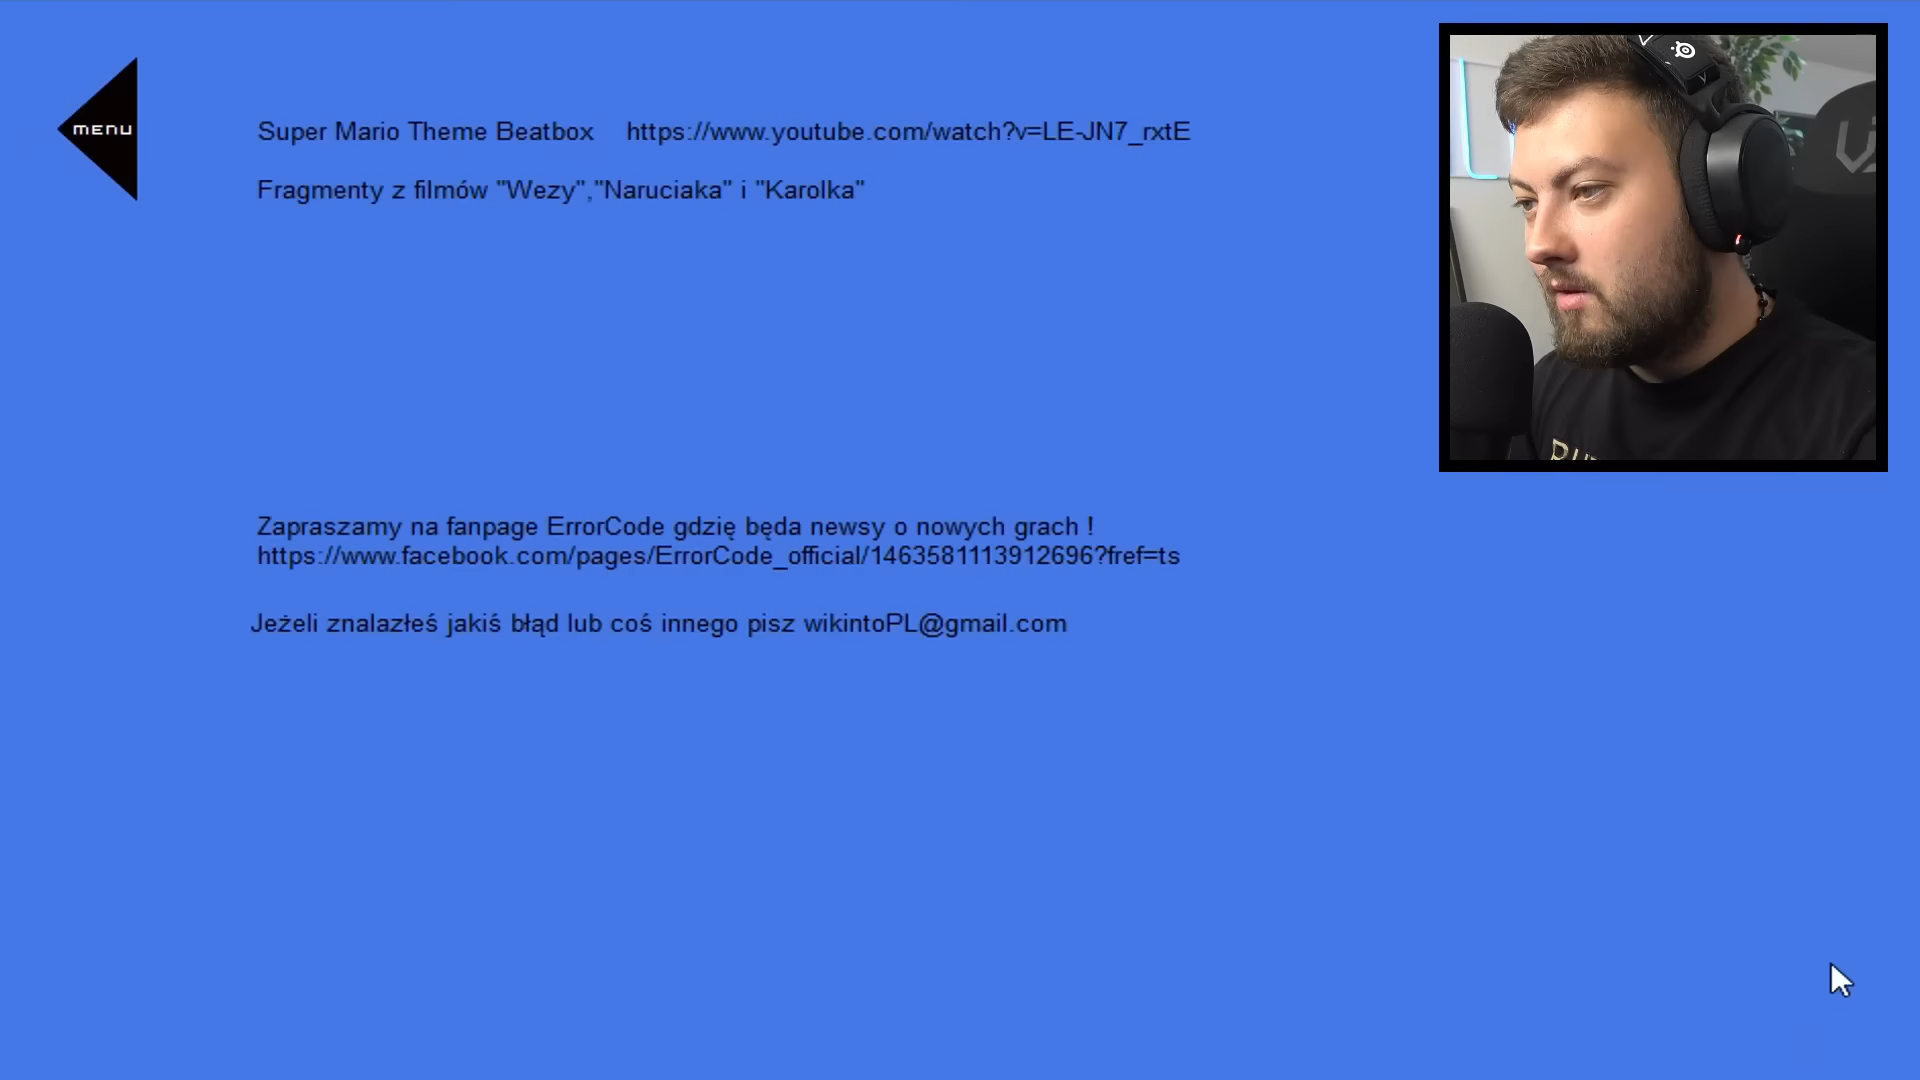 MENU
Super Mario Theme Beatbox https://www.youtube.com/watch?v=LE-JN7_rxtE
Fragmenty z filmów "Wezy","Naruciaka" i "Karolka"
Zapraszamy na fanpage ErrorCode gdzię będa newsy o nowych grach !
https://www.facebook.com/pages/ErrorCode_official/1463581113912696?fref=ts
Jeżeli znalazłeś jakiś błąd lub coś innego pisz wikintoPL@gmail.com